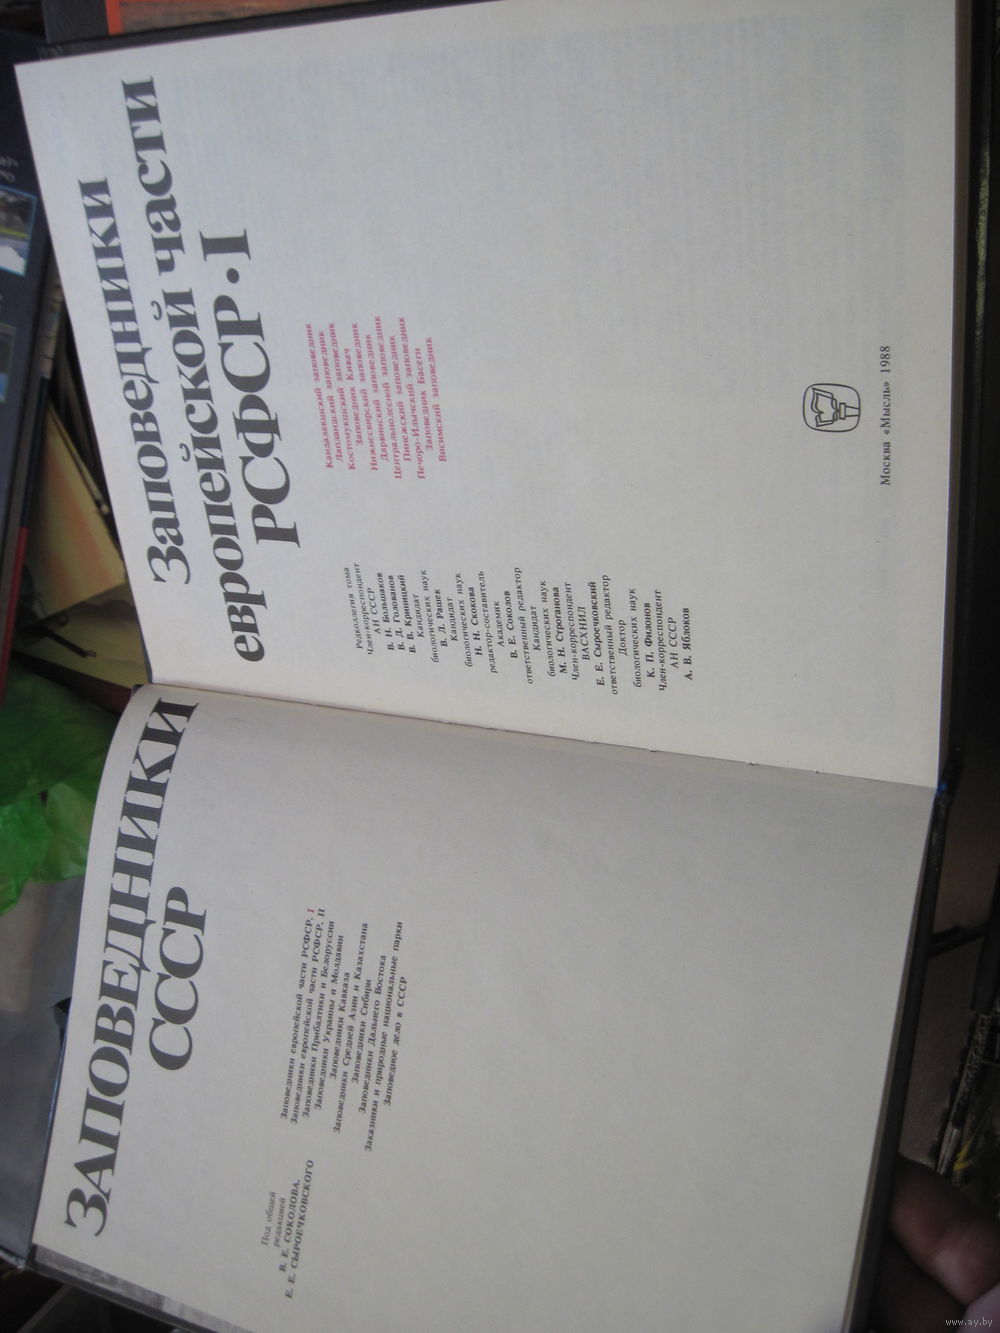 ЗАПОВЕДНИКИ
СССР
Под общей
редакцией
В. Е. СОКОЛОВА,
Е. Е. СЫРОЕЧКОВСКОГО
Заповедники европейской части РСФСР. I
Заповедники европейской части РСФСР. II
Заповедники Прибалтики и Белоруссии
Заповедники Украины и Молдавии
Заповедники Кавказа
Заповедники Средней Азии и Казахстана
Заповедники Сибири
Заповедники Дальнего Востока
Заказники и природные национальные парки
Заповедное дело в СССР
Заповедники
европейской части
РСФСР · I
Редколлегия тома
Член-корреспондент
АН СССР
В. Н. Большаков
В. Д. Голованов
В. В. Криницкий
Кандидат
биологических наук
В. Л. Рашек
Кандидат
биологических наук
Н. Н. Скокова
редактор-составитель
Академик
В. Е. Соколов
ответственный редактор
Кандидат
биологических наук
М. Н. Строганова
Член-корреспондент
ВАСХНИЛ
Е. Е. Сыроечковский
ответственный редактор
Доктор
биологических наук
К. П. Филонов
Член-корреспондент
АН СССР
А. В. Яблоков
Кандалакшский заповедник
Лапландский заповедник
Костомукшский заповедник
Заповедник Кивач
Нижнесвирский заповедник
Дарвинский заповедник
Центральнолесной заповедник
Пинежский заповедник
Печоро-Илычский заповедник
Заповедник Басеги
Висимский заповедник
Москва «Мысль» 1988
www.ay.by